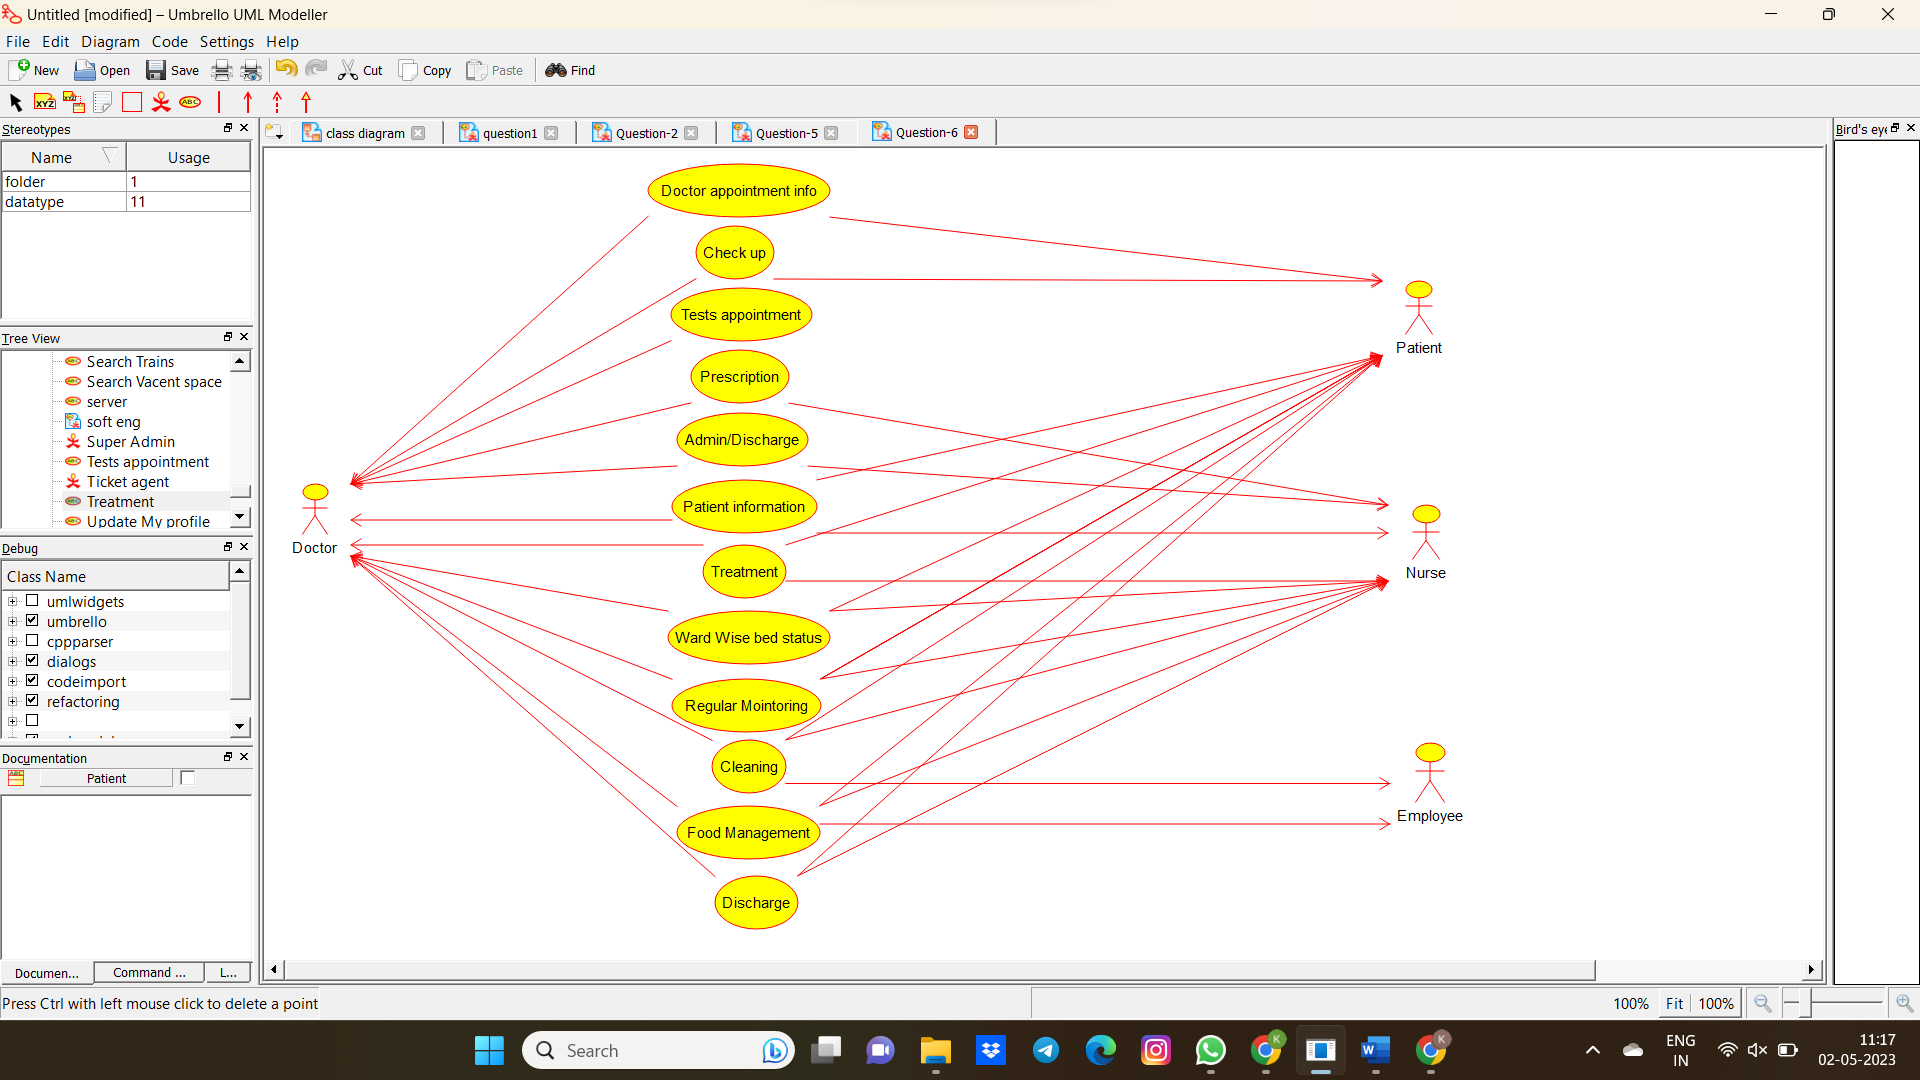 Untitled [modified] – Umbrello UML Modeller
File Edit Diagram Code Settings Help
New Open Save Cut Copy Paste Find
XYZ XYZ ABC
Stereotypes
Name Usage
folder 1
datatype 11
Tree View
Search Trains
Search Vacent space
server
soft eng
Super Admin
Tests appointment
Ticket agent
Treatment
Update My profile
Debug
Class Name
umlwidgets
umbrello
cppparser
dialogs
codeimport
refactoring
Documentation
Patient
Documen... Command ... L...
class diagram question1 Question-2 Question-5 Question-6
Doctor appointment info
Check up
Tests appointment
Prescription
Admin/Discharge
Patient information
Treatment
Ward Wise bed status
Regular Mointoring
Cleaning
Food Management
Discharge
Doctor
Patient
Nurse
Employee
Bird's eye
Press Ctrl with left mouse click to delete a point
100% Fit 100%
Search
K
W
K
ENG
IN
11:17
02-05-2023